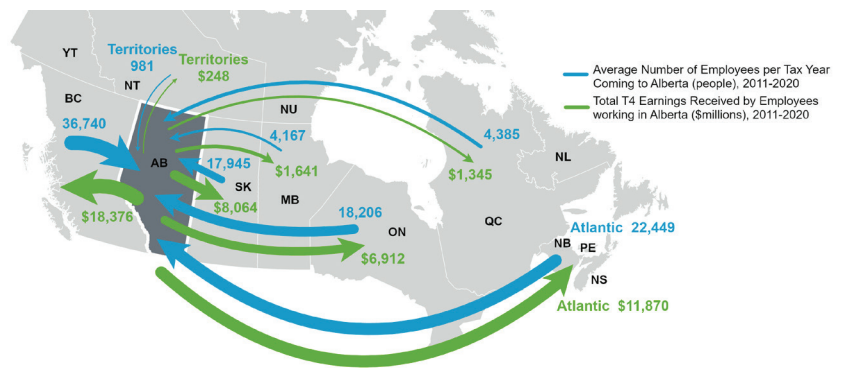 YT
Territories
981
Territories
$248
NT
BC
NU
36,740
AB
4,167
$1,641
17,945
SK
$8,064
MB
$18,376
18,206
ON
$6,912
4,385
$1,345
NL
QC
Atlantic 22,449
NB
PE
NS
Atlantic $11,870
Average Number of Employees per Tax Year
Coming to Alberta (people), 2011-2020
Total T4 Earnings Received by Employees
working in Alberta ($millions), 2011-2020